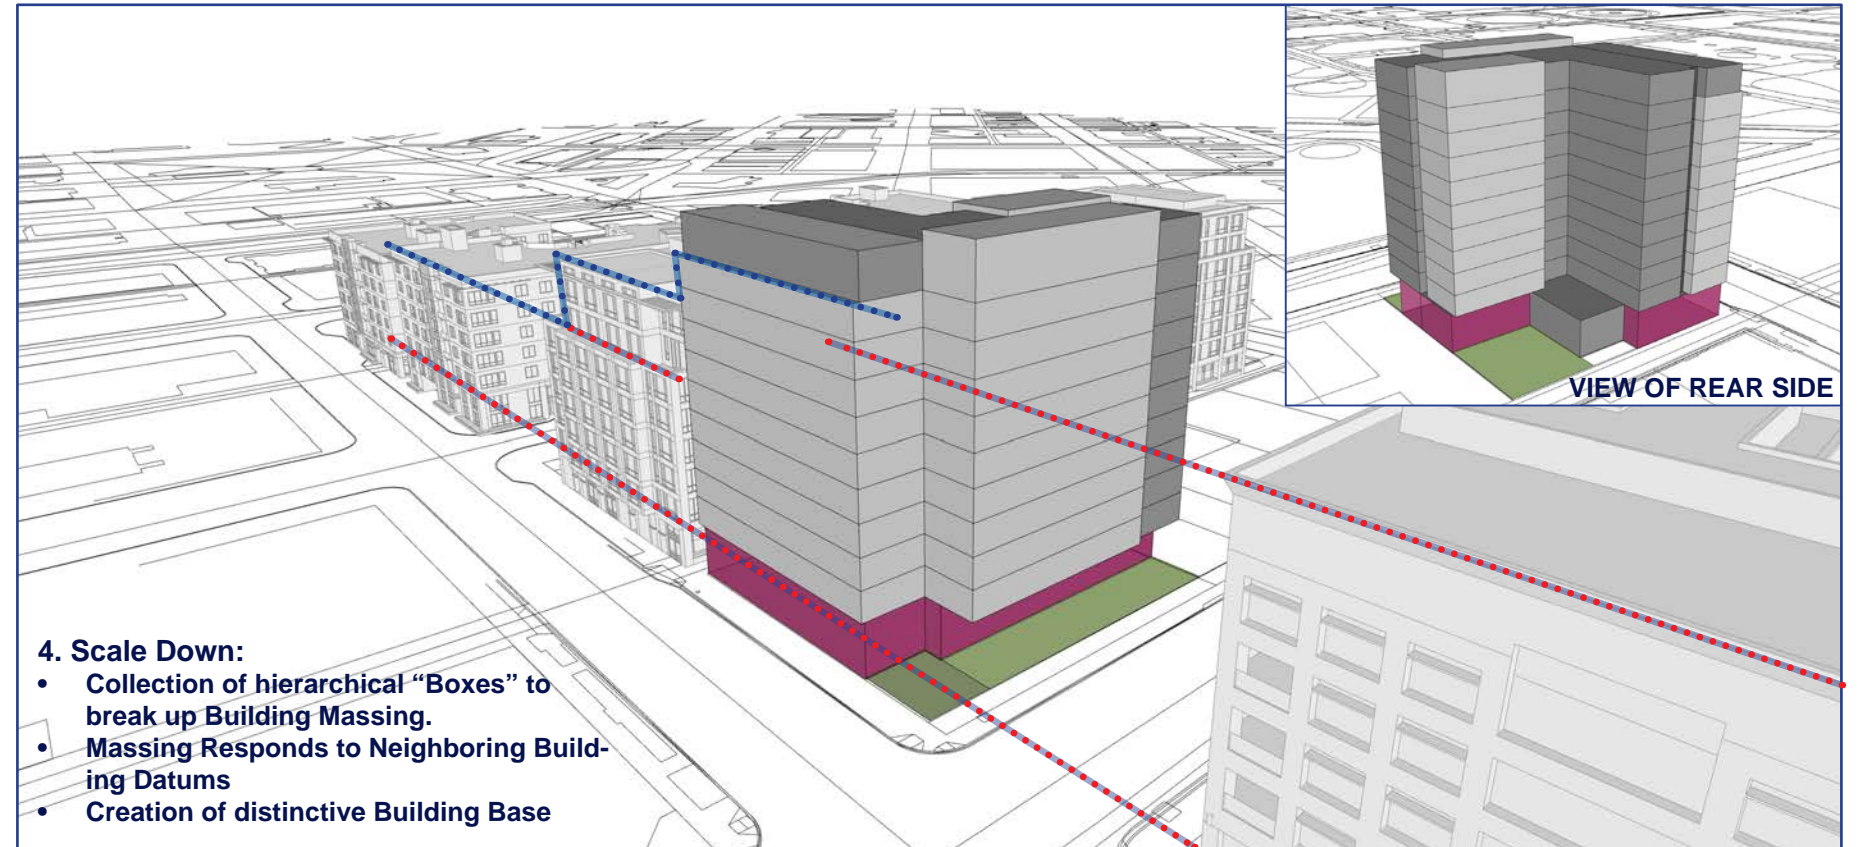 VIEW OF REAR SIDE
4. Scale Down:
• Collection of hierarchical “Boxes” to
break up Building Massing.
• Massing Responds to Neighboring Build-
ing Datums
• Creation of distinctive Building Base